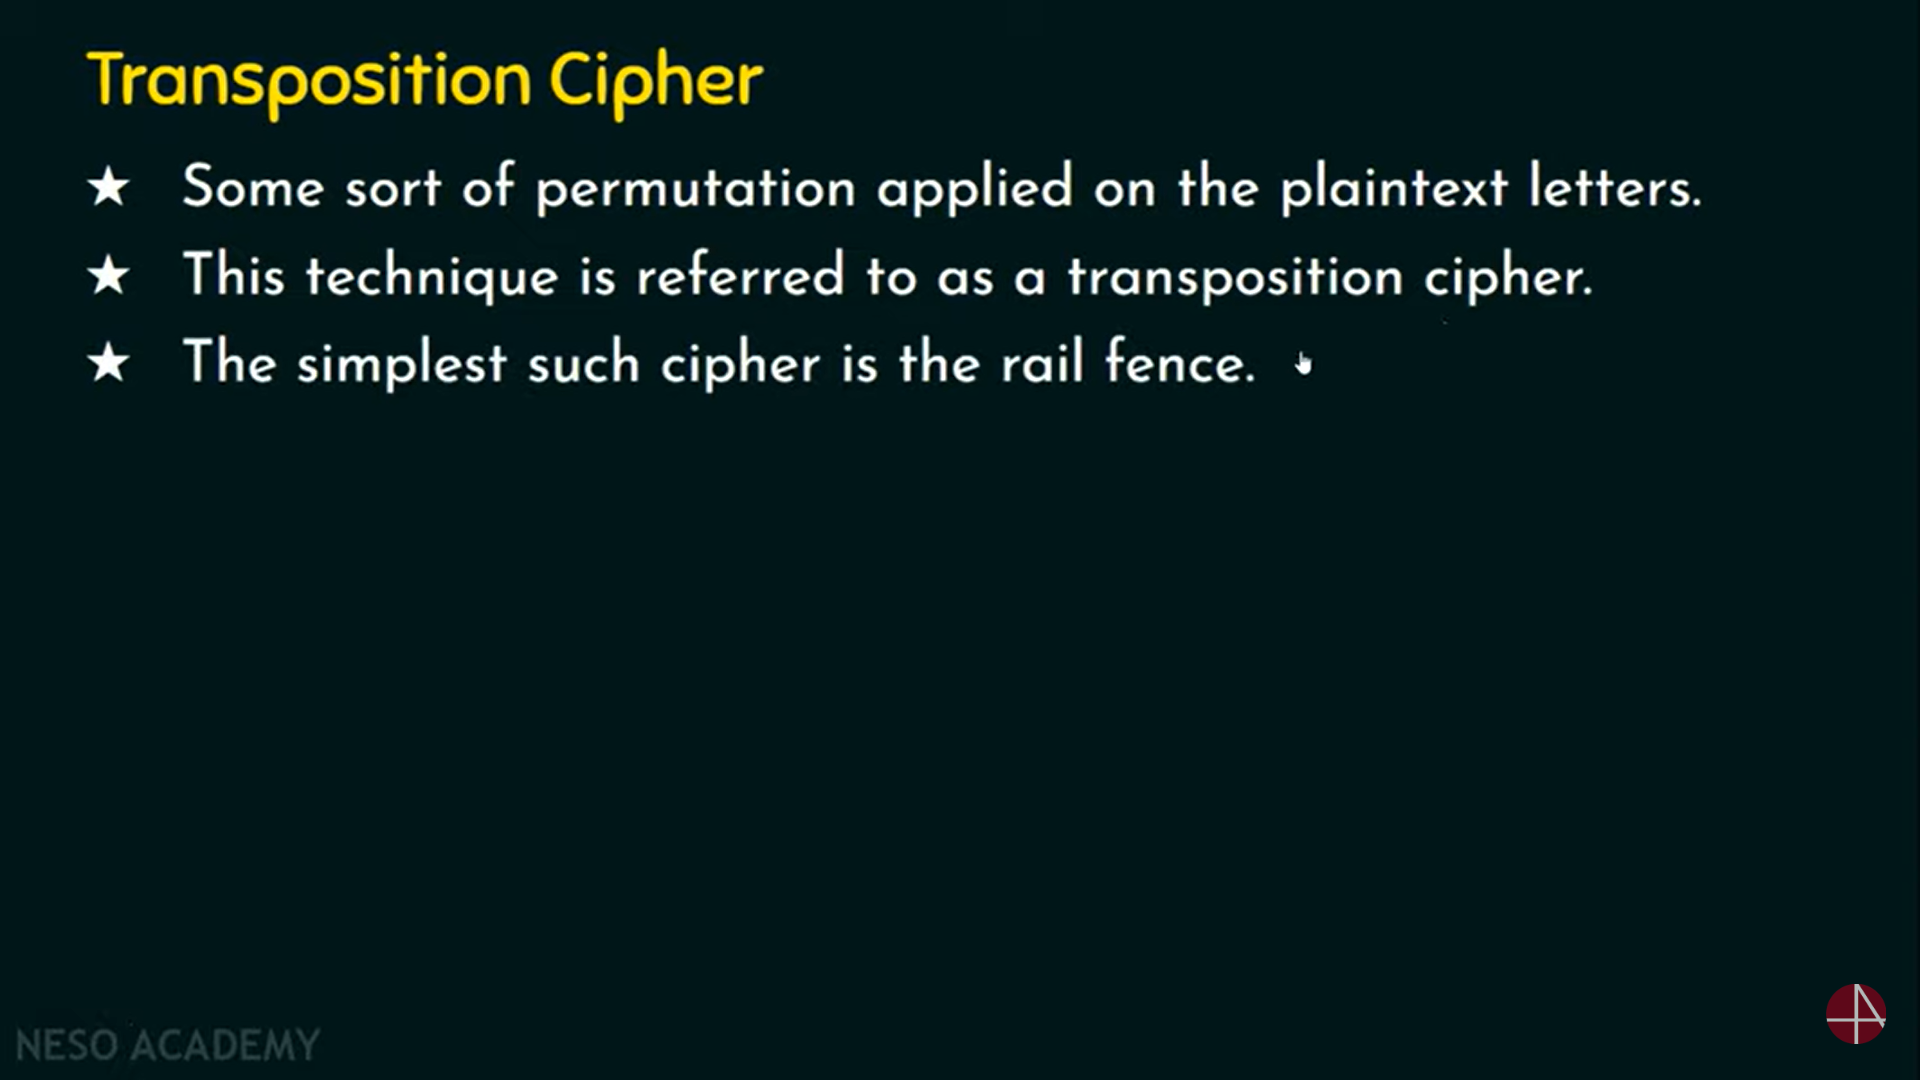 Transposition Cipher
★ Some sort of permutation applied on the plaintext letters.
★ This technique is referred to as a transposition cipher.
★ The simplest such cipher is the rail fence.
NESO ACADEMY